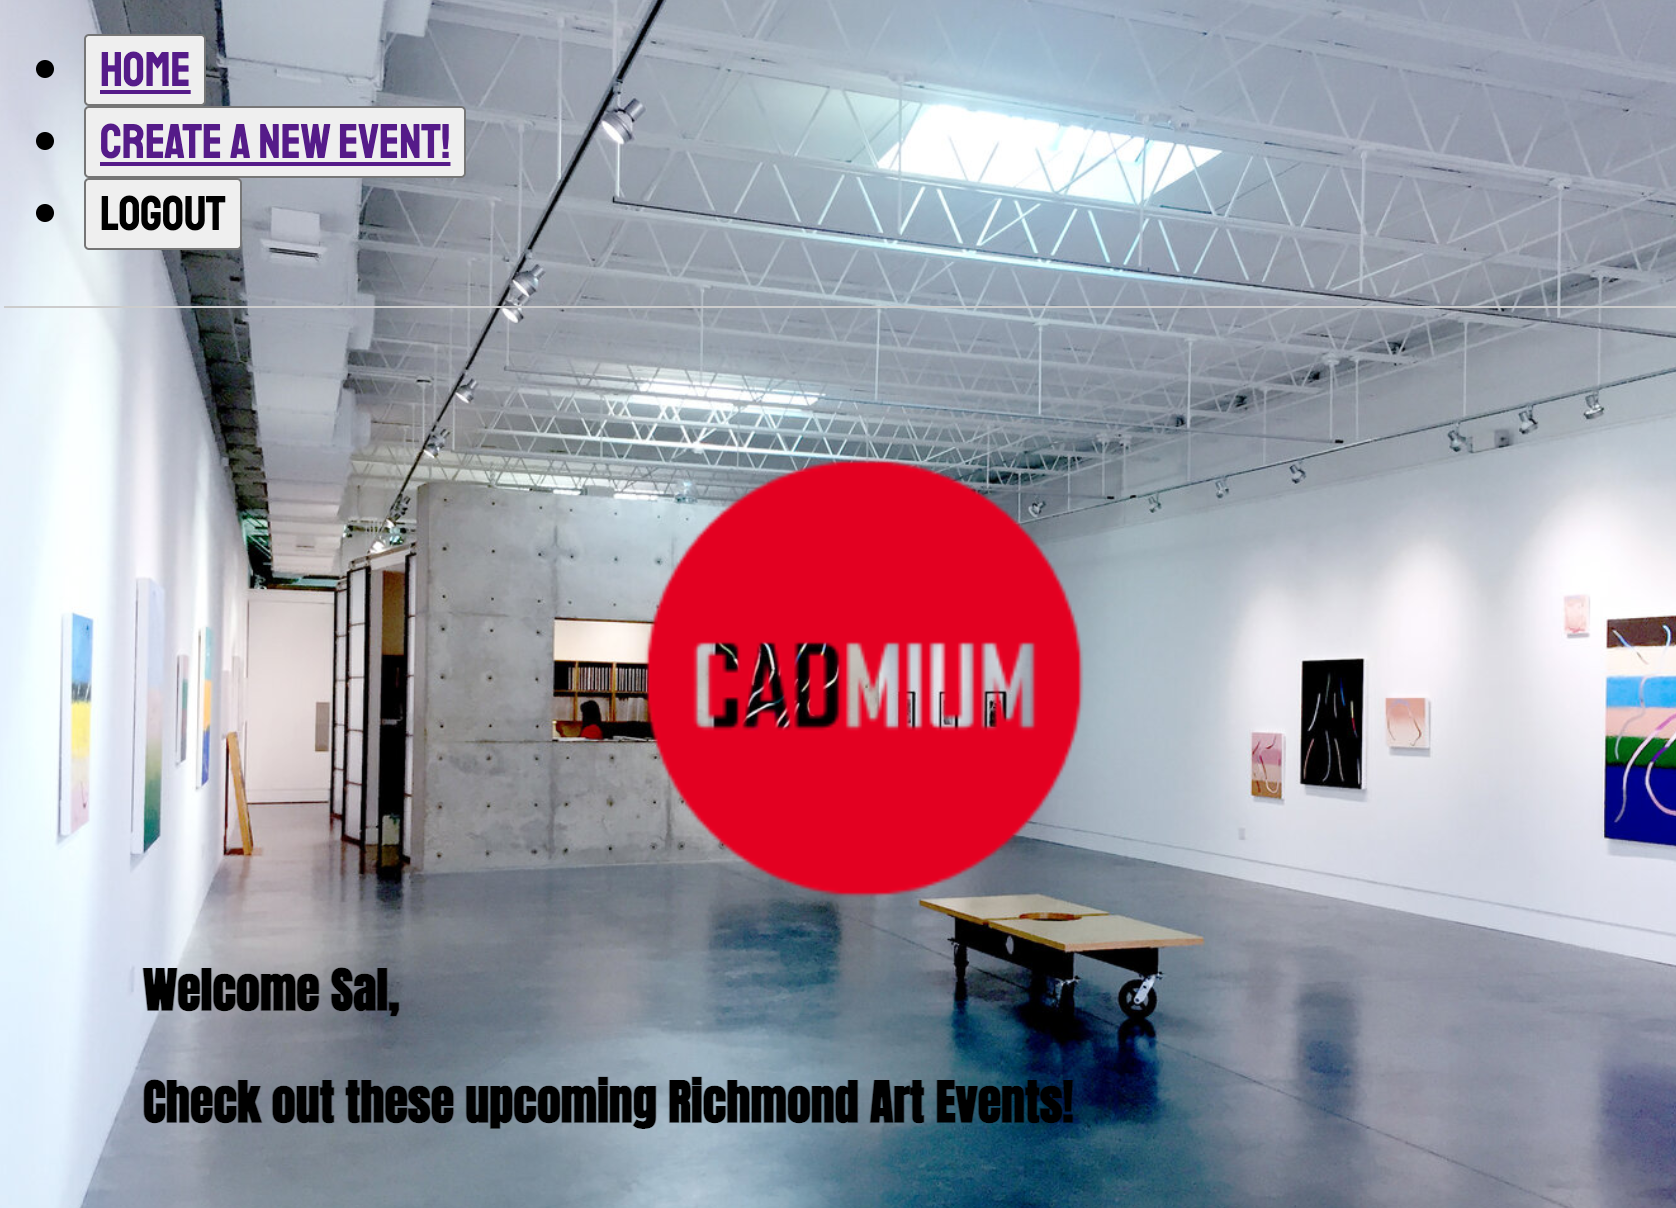 HOME
CREATE A NEW EVENT!
LOGOUT
CADMIUM
Welcome Sal,
Check out these upcoming Richmond Art Events!